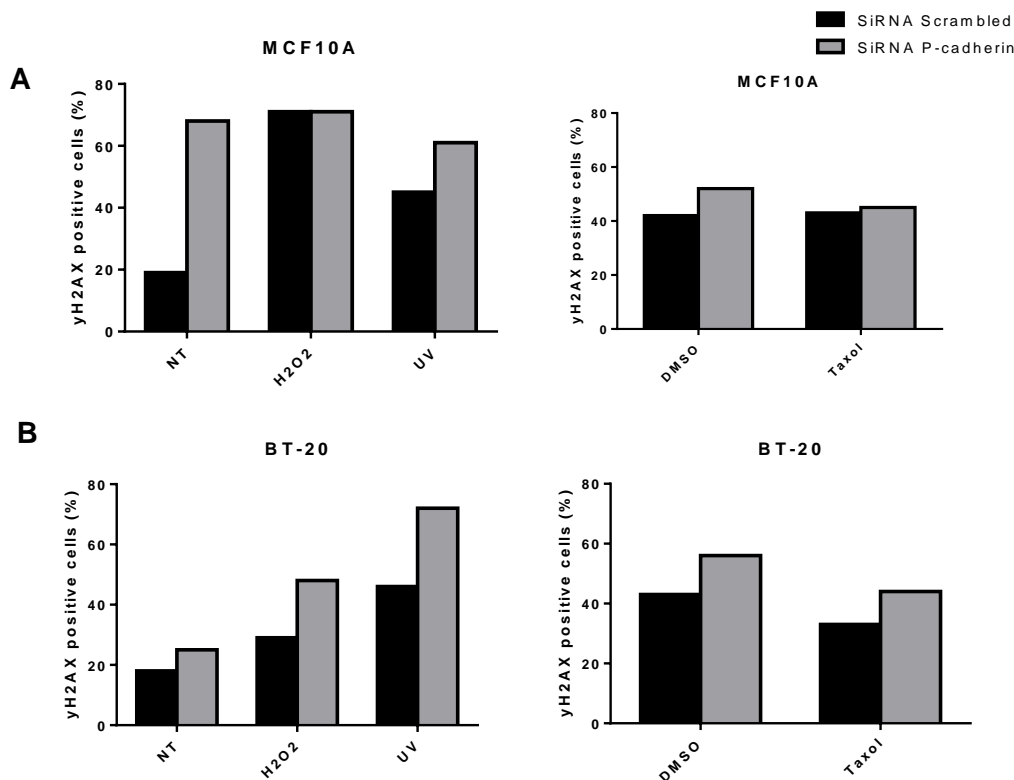 SiRNA Scrambled
SiRNA P-cadherin
A
MCF10A
yH2AX positive cells (%)
80
60
40
20
0
NT
H2O2
UV
MCF10A
yH2AX positive cells (%)
80
60
40
20
0
DMSO
Taxol
B
BT-20
yH2AX positive cells (%)
80
60
40
20
0
NT
H2O2
UV
BT-20
yH2AX positive cells (%)
80
60
40
20
0
DMSO
Taxol